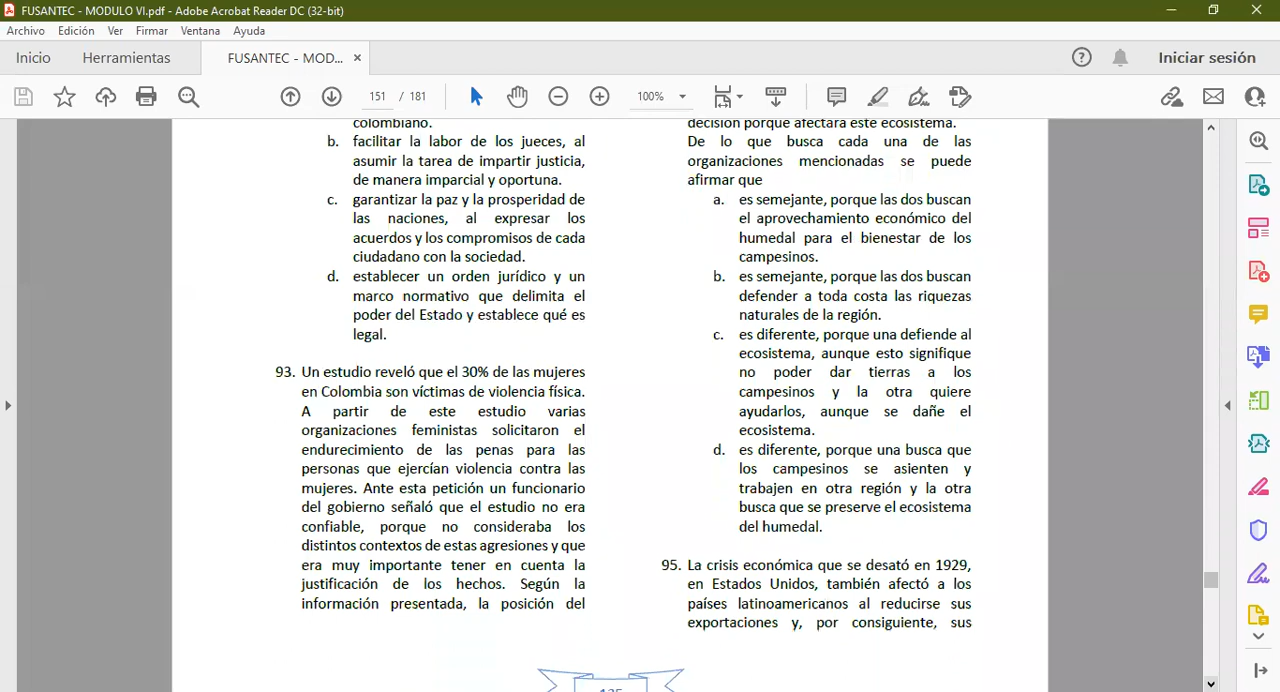 FUSANTEC - MODULO VI.pdf - Adobe Acrobat Reader DC (32-bit)
Archivo Edición Ver Firmar Ventana Ayuda
Inicio Herramientas FUSANTEC - MOD... × Iniciar sesión
151 / 181 100%
colombiano.
b. facilitar la labor de los jueces, al
asumir la tarea de impartir justicia,
de manera imparcial y oportuna.
c. garantizar la paz y la prosperidad de
las naciones, al expresar los
acuerdos y los compromisos de cada
ciudadano con la sociedad.
d. establecer un orden jurídico y un
marco normativo que delimita el
poder del Estado y establece qué es
legal.
93. Un estudio reveló que el 30% de las mujeres
en Colombia son víctimas de violencia física.
A partir de este estudio varias
organizaciones feministas solicitaron el
endurecimiento de las penas para las
personas que ejercían violencia contra las
mujeres. Ante esta petición un funcionario
del gobierno señaló que el estudio no era
confiable, porque no consideraba los
distintos contextos de estas agresiones y que
era muy importante tener en cuenta la
justificación de los hechos. Según la
información presentada, la posición del
decisión porque afectará este ecosistema.
De lo que busca cada una de las
organizaciones mencionadas se puede
afirmar que
a. es semejante, porque las dos buscan
el aprovechamiento económico del
humedal para el bienestar de los
campesinos.
b. es semejante, porque las dos buscan
defender a toda costa las riquezas
naturales de la región.
c. es diferente, porque una defiende al
ecosistema, aunque esto signifique
no poder dar tierras a los
campesinos y la otra quiere
ayudarlos, aunque se dañe el
ecosistema.
d. es diferente, porque una busca que
los campesinos se asienten y
trabajen en otra región y la otra
busca que se preserve el ecosistema
del humedal.
95. La crisis económica que se desató en 1929,
en Estados Unidos, también afectó a los
países latinoamericanos al reducirse sus
exportaciones y, por consiguiente, sus